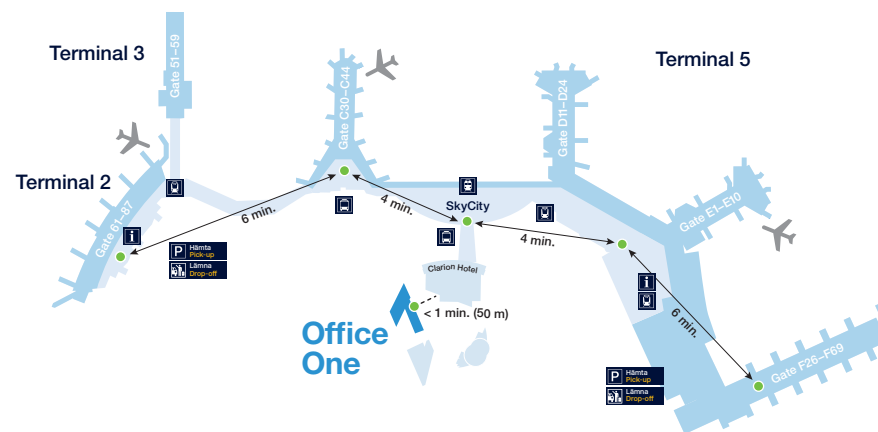 Terminal 3
Gate 51–59
Gate C30–C44
Gate D11–D24
Terminal 5
Terminal 2
Gate 61–87
Gate E1–E10
6 min.
4 min.
SkyCity
4 min.
i
P Hämta
Pick-up
Lämna
Drop-off
Clarion Hotel
i
< 1 min. (50 m)
Office
One
6 min.
Gate F26–F69
P Hämta
Pick-up
Lämna
Drop-off